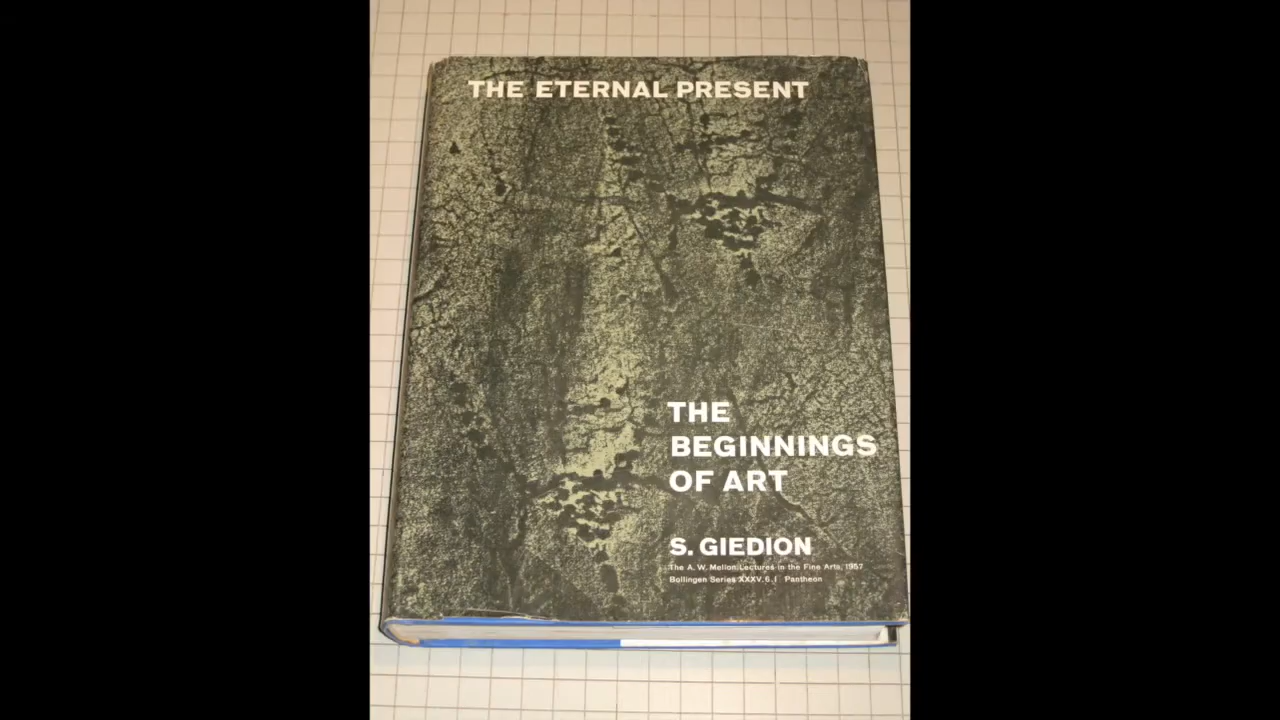 THE ETERNAL PRESENT
THE
BEGINNINGS
OF ART
S. GIEDION
The A. W. Mellon Lectures in the Fine Arts, 1957
Bollingen Series XXXV. 6. I Pantheon